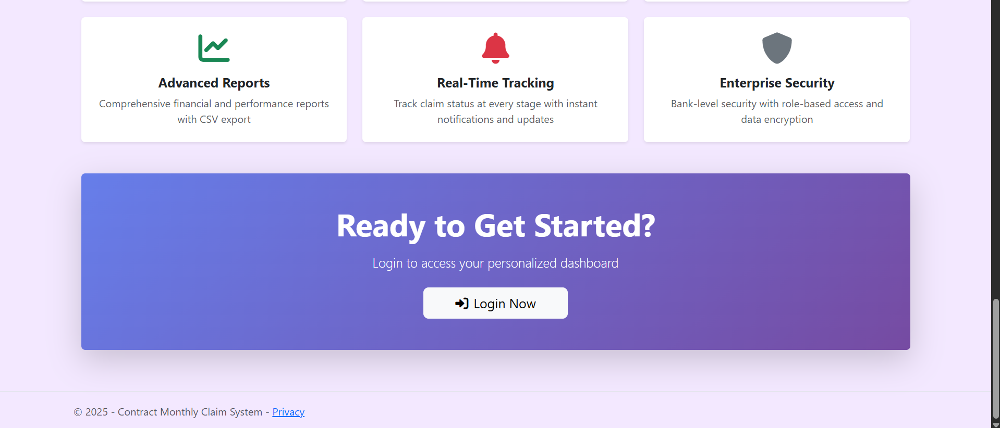 Advanced Reports
Comprehensive financial and performance reports
with CSV export
Real-Time Tracking
Track claim status at every stage with instant
notifications and updates
Enterprise Security
Bank-level security with role-based access and
data encryption
Ready to Get Started?
Login to access your personalized dashboard
Login Now
© 2025 - Contract Monthly Claim System - Privacy